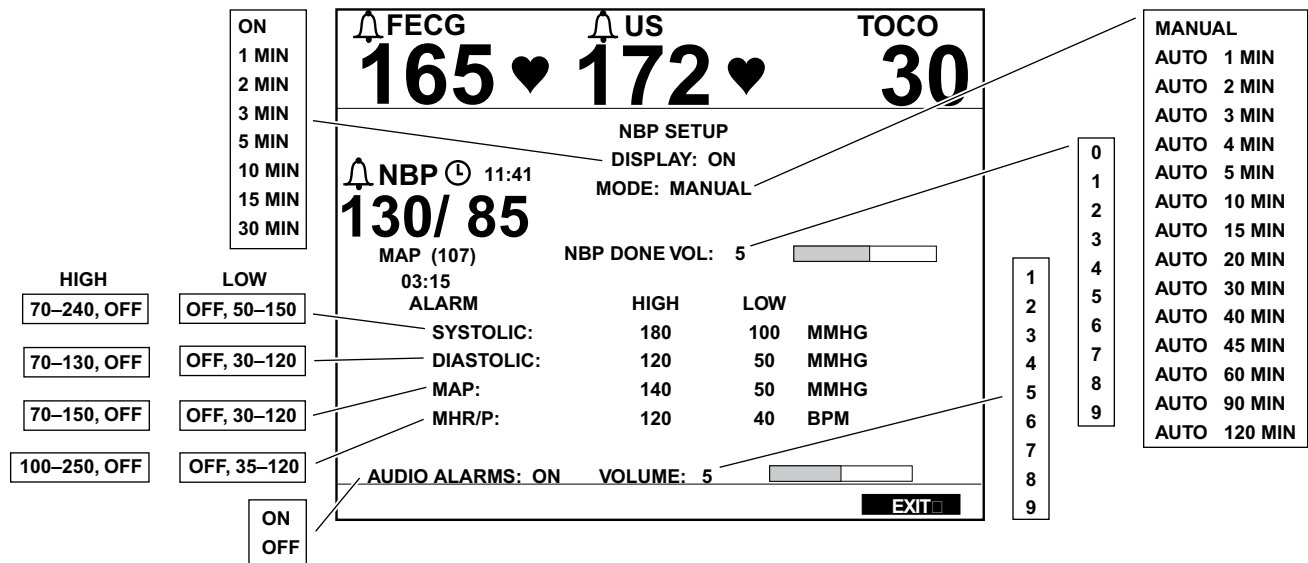 ON
1 MIN
2 MIN
3 MIN
5 MIN
10 MIN
15 MIN
30 MIN
HIGH LOW
70–240, OFF OFF, 50–150
70–130, OFF OFF, 30–120
70–150, OFF OFF, 30–120
100–250, OFF OFF, 35–120
ON
OFF
FECG US TOCO
165 172 30
NBP SETUP
DISPLAY: ON
MODE: MANUAL
NBP 11:41
130/ 85
MAP (107)
03:15
NBP DONE VOL: 5
ALARM HIGH LOW
SYSTOLIC: 180 100 MMHG
DIASTOLIC: 120 50 MMHG
MAP: 140 50 MMHG
MHR/P: 120 40 BPM
AUDIO ALARMS: ON VOLUME: 5
EXIT
1
2
3
4
5
6
7
8
9
0
1
2
3
4
5
6
7
8
9
MANUAL
AUTO 1 MIN
AUTO 2 MIN
AUTO 3 MIN
AUTO 4 MIN
AUTO 5 MIN
AUTO 10 MIN
AUTO 15 MIN
AUTO 20 MIN
AUTO 30 MIN
AUTO 40 MIN
AUTO 45 MIN
AUTO 60 MIN
AUTO 90 MIN
AUTO 120 MIN